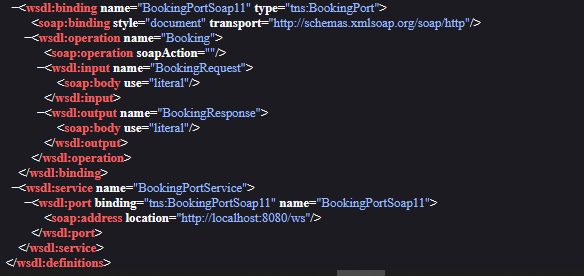 −<wsdl:binding name="BookingPortSoap11" type="tns:BookingPort">
<soap:binding style="document" transport="http://schemas.xmlsoap.org/soap/http"/>
−<wsdl:operation name="Booking">
<soap:operation soapAction=""/>
−<wsdl:input name="BookingRequest">
<soap:body use="literal"/>
</wsdl:input>
−<wsdl:output name="BookingResponse">
<soap:body use="literal"/>
</wsdl:output>
</wsdl:operation>
</wsdl:binding>
−<wsdl:service name="BookingPortService">
−<wsdl:port binding="tns:BookingPortSoap11" name="BookingPortSoap11">
<soap:address location="http://localhost:8080/ws"/>
</wsdl:port>
</wsdl:service>
</wsdl:definitions>